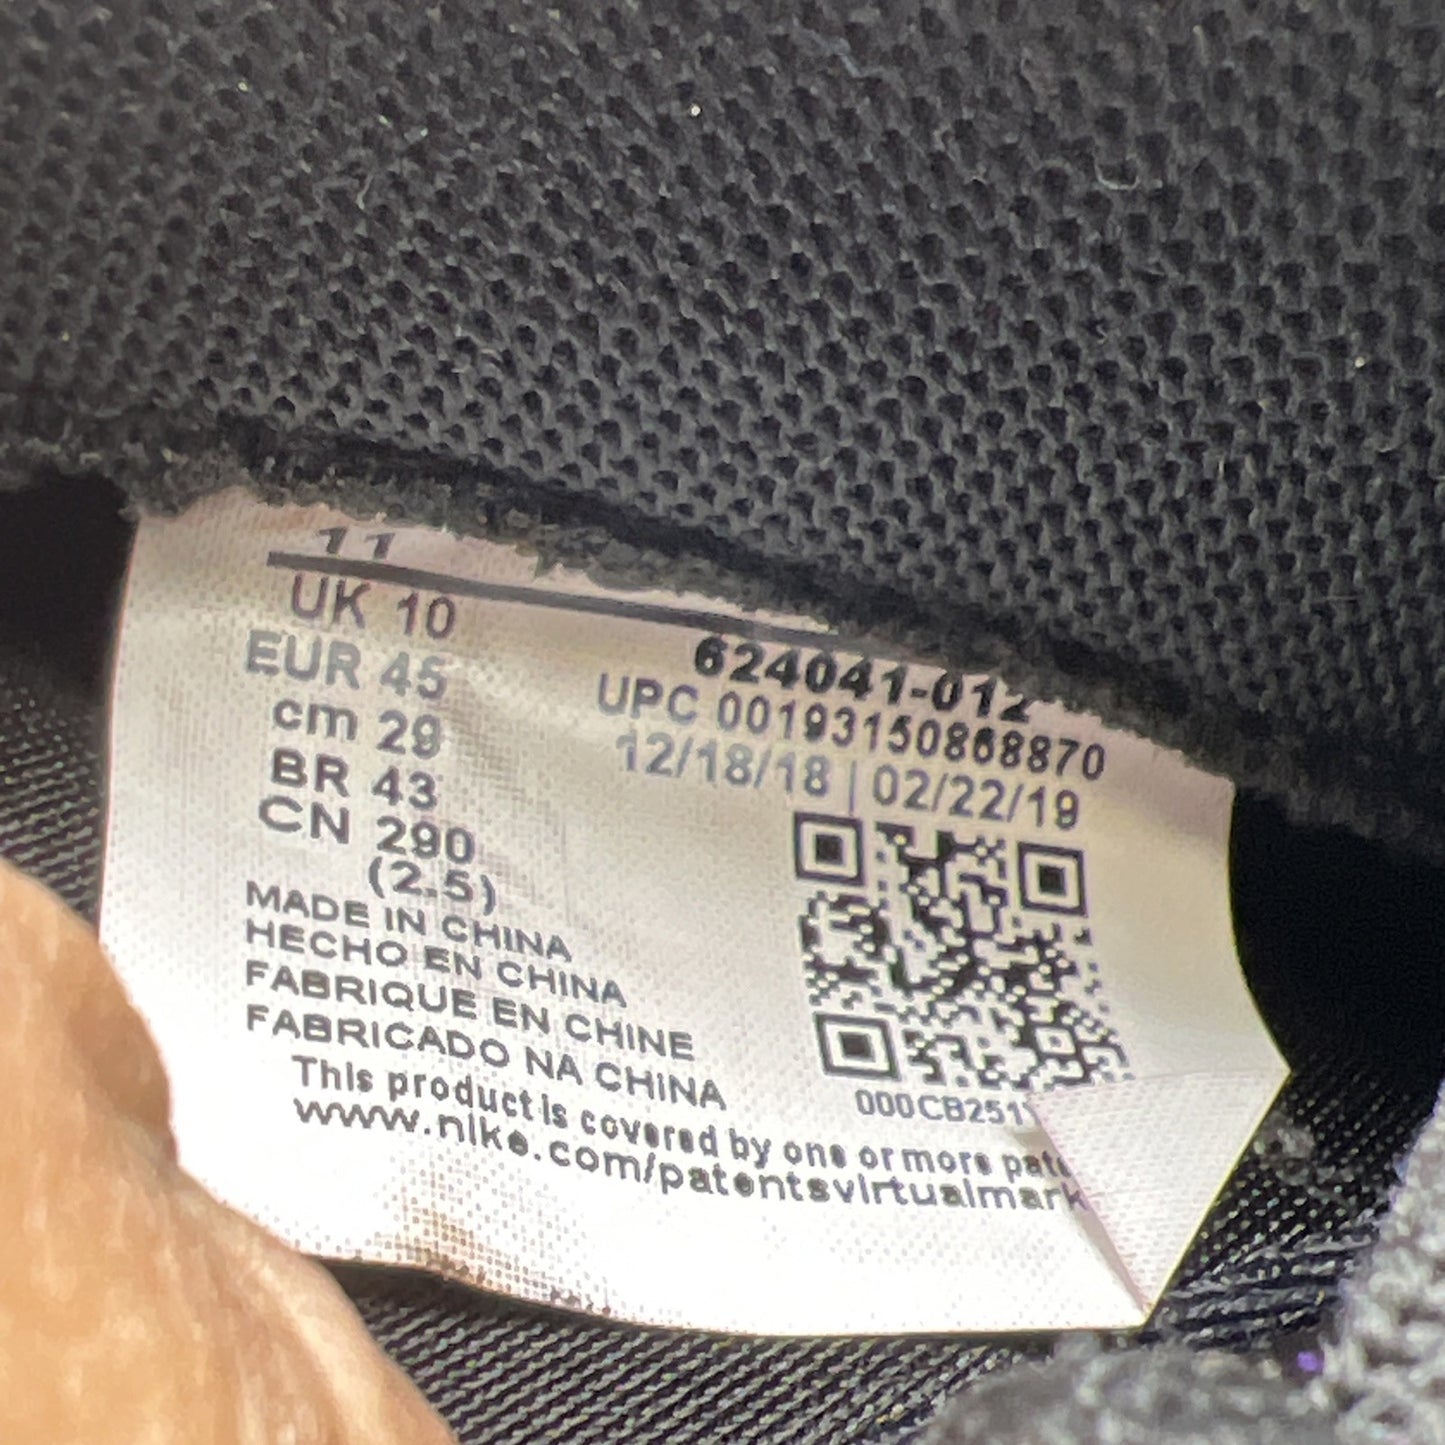 11
UK 10
EUR 45
cm 29
BR 43
CN 290
(2.5)
624041-012
UPC 00193150868870
12/18/18 | 02/22/19
MADE IN CHINA
HECHO EN CHINA
FABRIQUE EN CHINE
FABRICADO NA CHINA
000CB251
This product is covered by one or more
www.nike.com/patentsvirtualmark